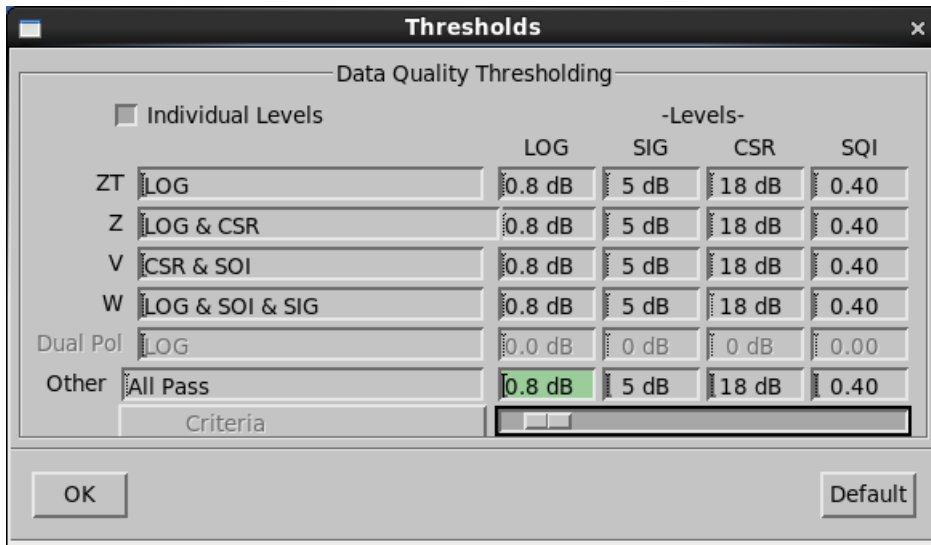 Thresholds
Data Quality Thresholding
Individual Levels -Levels-
LOG SIG CSR SQI
ZT LOG 0.8 dB 5 dB 18 dB 0.40
Z LOG & CSR 0.8 dB 5 dB 18 dB 0.40
V CSR & SOI 0.8 dB 5 dB 18 dB 0.40
W LOG & SOI & SIG 0.8 dB 5 dB 18 dB 0.40
Dual Pol LOG 0.0 dB 0 dB 0 dB 0.00
Other All Pass 0.8 dB 5 dB 18 dB 0.40
Criteria
OK Default